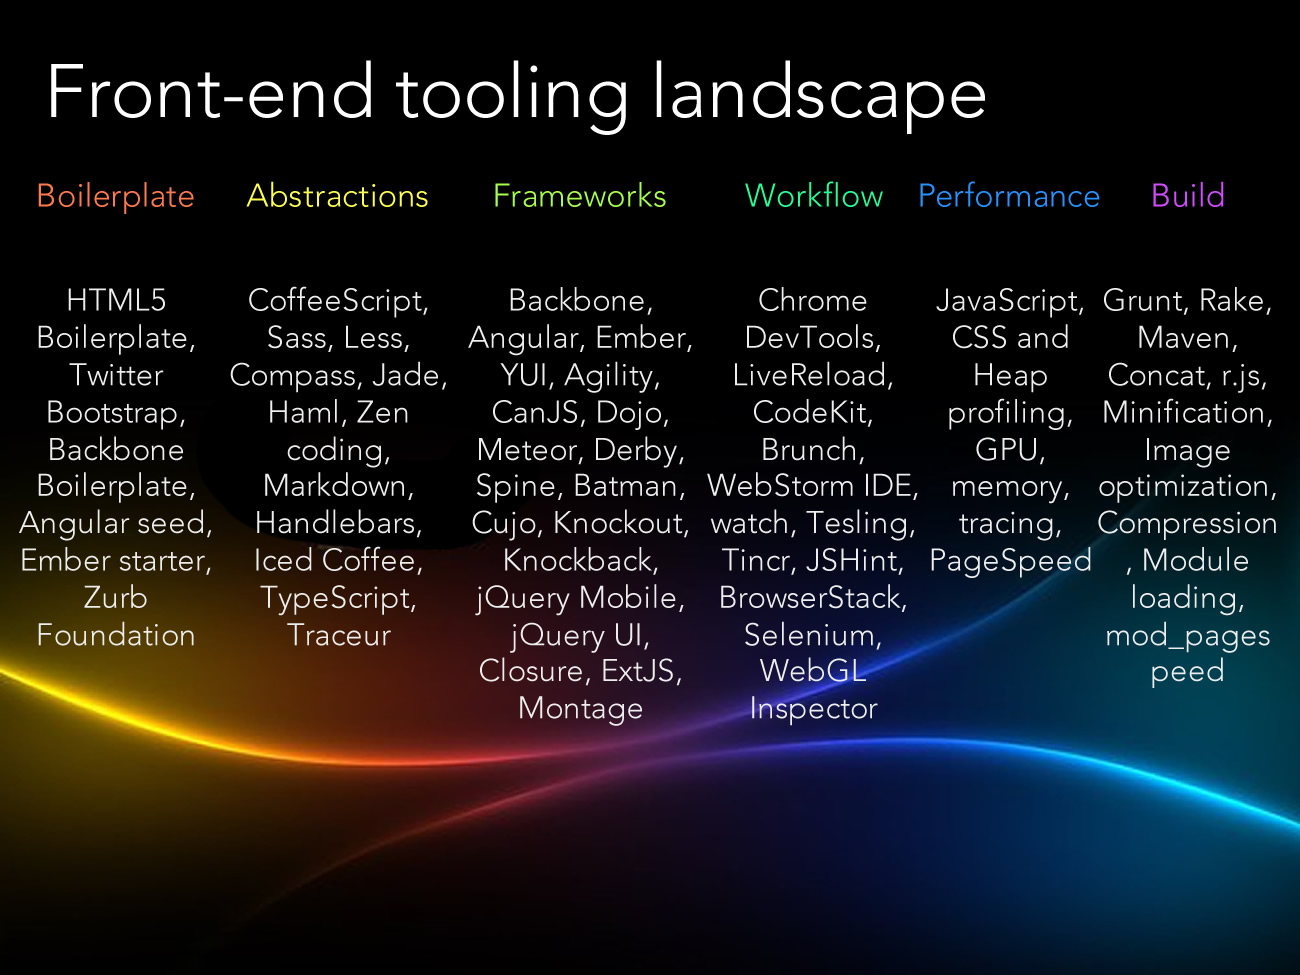 Front-end tooling landscape
Boilerplate
HTML5
Boilerplate,
Twitter
Bootstrap,
Backbone
Boilerplate,
Angular seed,
Ember starter,
Zurb
Foundation
Abstractions
CoffeeScript,
Sass, Less,
Compass, Jade,
Haml, Zen
coding,
Markdown,
Handlebars,
Iced Coffee,
TypeScript,
Traceur
Frameworks
Backbone,
Angular, Ember,
YUI, Agility,
CanJS, Dojo,
Meteor, Derby,
Spine, Batman,
Cujo, Knockout,
Knockback,
jQuery Mobile,
jQuery UI,
Closure, ExtJS,
Montage
Workflow
Chrome
DevTools,
LiveReload,
CodeKit,
Brunch,
WebStorm IDE,
watch, Tesling,
Tincr, JSHint,
BrowserStack,
Selenium,
WebGL
Inspector
Performance
JavaScript,
CSS and
Heap
profiling,
GPU,
memory,
tracing,
PageSpeed
Build
Grunt, Rake,
Maven,
Concat, r.js,
Minification,
Image
optimization,
Compression
, Module
loading,
mod_pages
peed